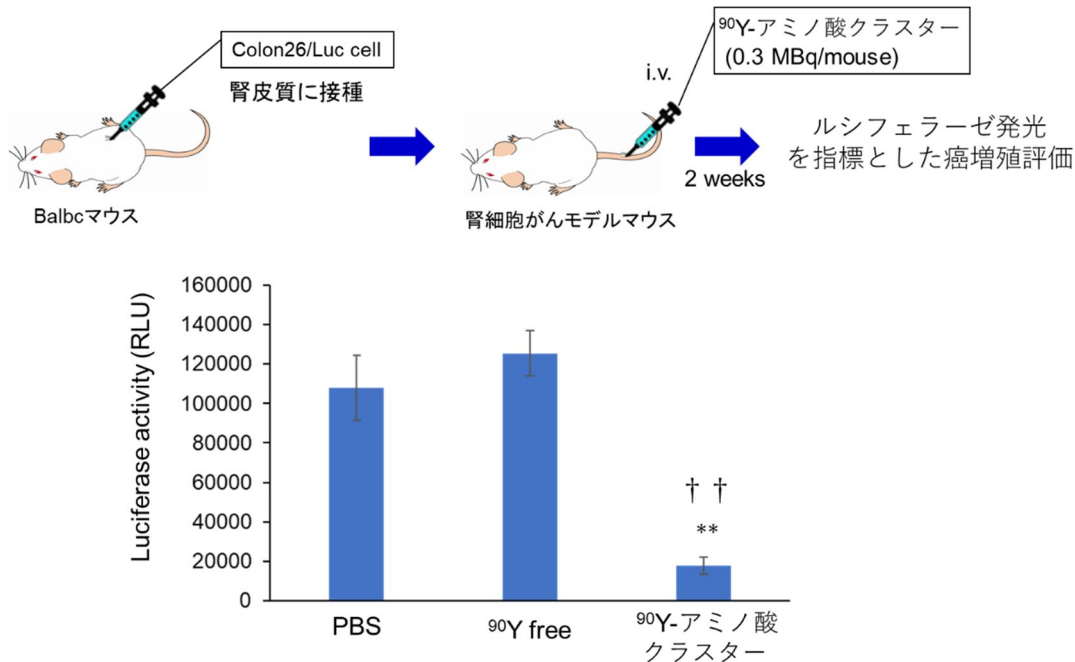 Colon26/Luc cell
腎皮質に接種
Balbcマウス
⁹⁰Y-アミノ酸クラスター
(0.3 MBq/mouse)
i.v.
腎細胞がんモデルマウス
2 weeks
ルシフェラーゼ発光
を指標とした癌増殖評価
Luciferase activity (RLU)
160000
140000
120000
100000
80000
60000
40000
20000
0
† †
**
PBS
⁹⁰Y free
⁹⁰Y-アミノ酸
クラスター